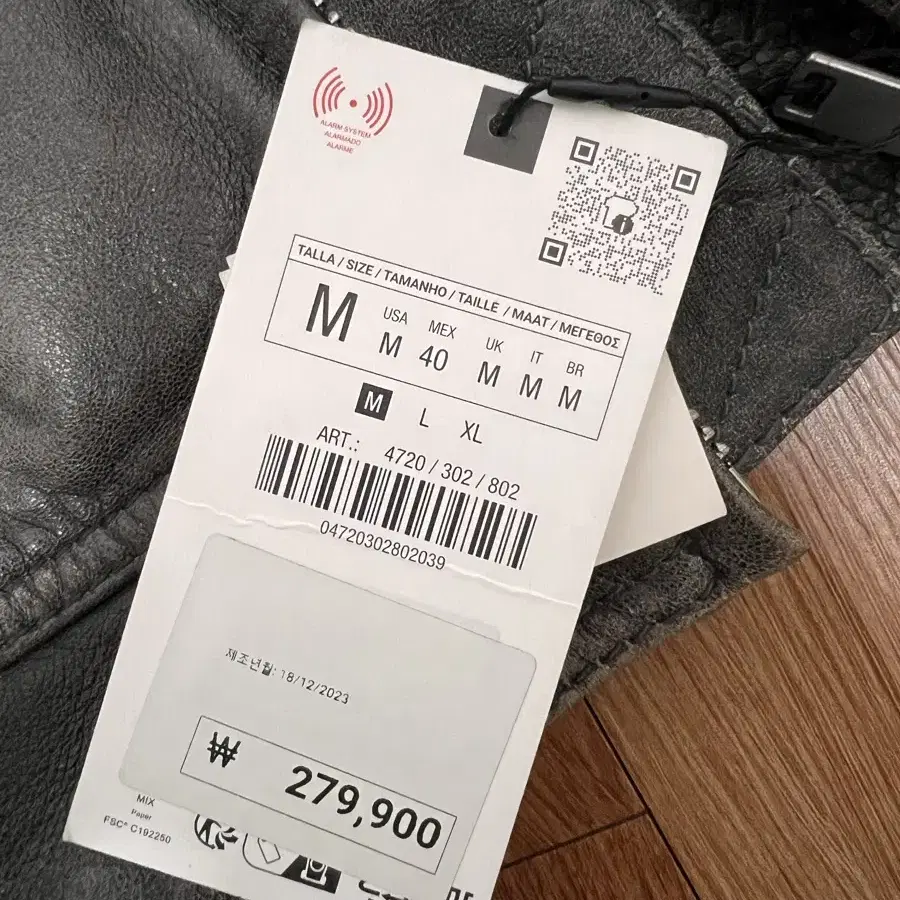 ALARM SYSTEM
ALARMADO
ALARME
TALLA / SIZE / TAMANHO / TAILLE / MAAT / ΜΕΓΕΘΟΣ
M USA MEX UK IT BR
M 40 M M M
M L XL
ART.: 4720 / 302 / 802
04720302802039
제조년월: 18/12/2023
₩ 279,900
MIX
Paper
FSC® C192250